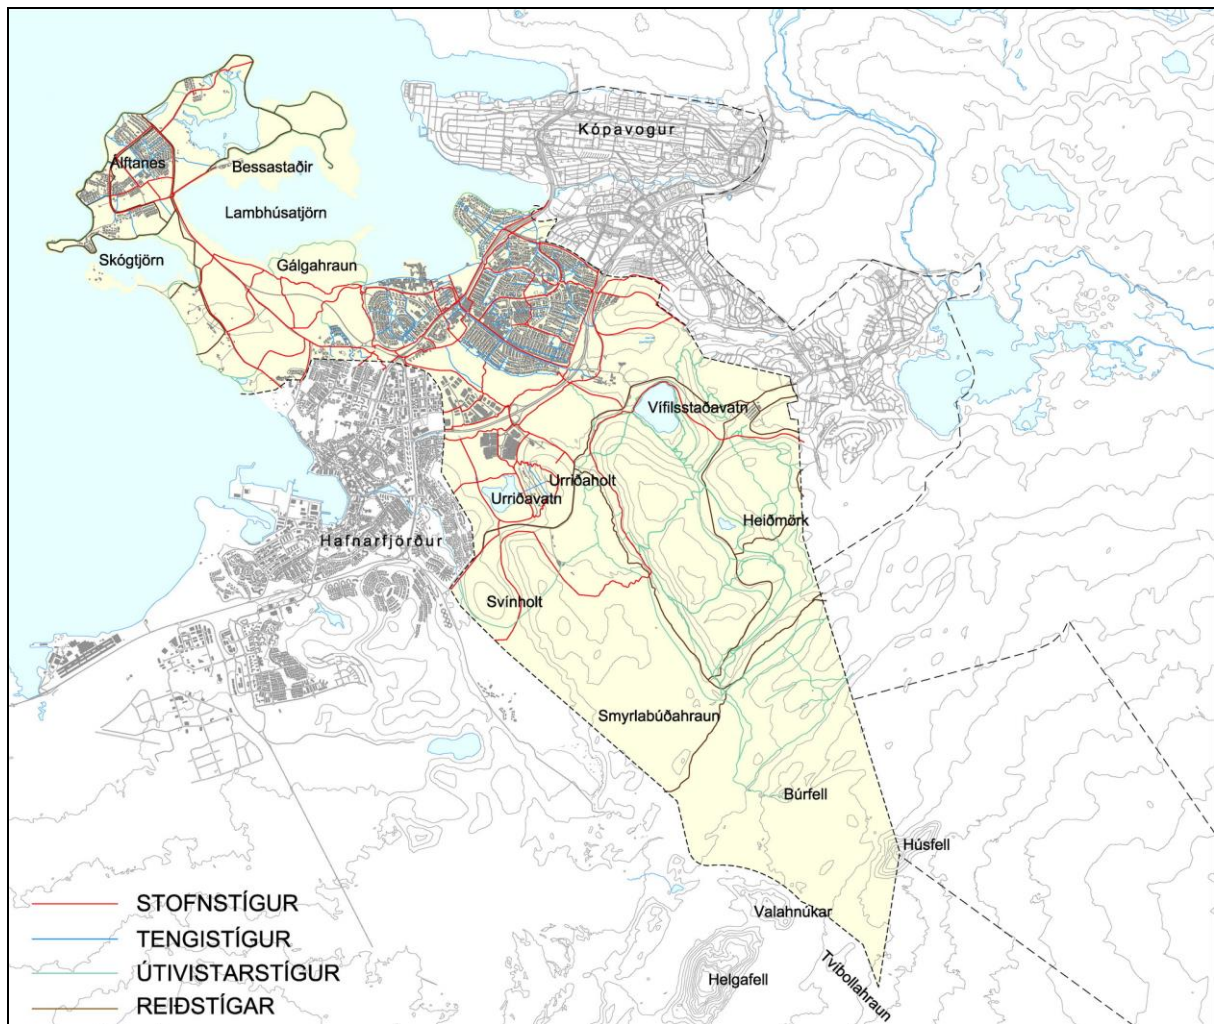 Kópavogur
Álftanes
Bessastaðir
Lambhúsatjörn
Skógtjörn
Gálgahraun
Vífilsstaðavatn
Urriðaholt
Urriðavatn
Heiðmörk
Hafnarfjörður
Svínholt
Smyrlabúðahraun
Búrfell
Húsfell
Valahnúkar
Helgafell
Tvíbollahraun
STOFNSTÍGUR
TENGISTÍGUR
ÚTIVISTARSTÍGUR
REIÐSTÍGAR